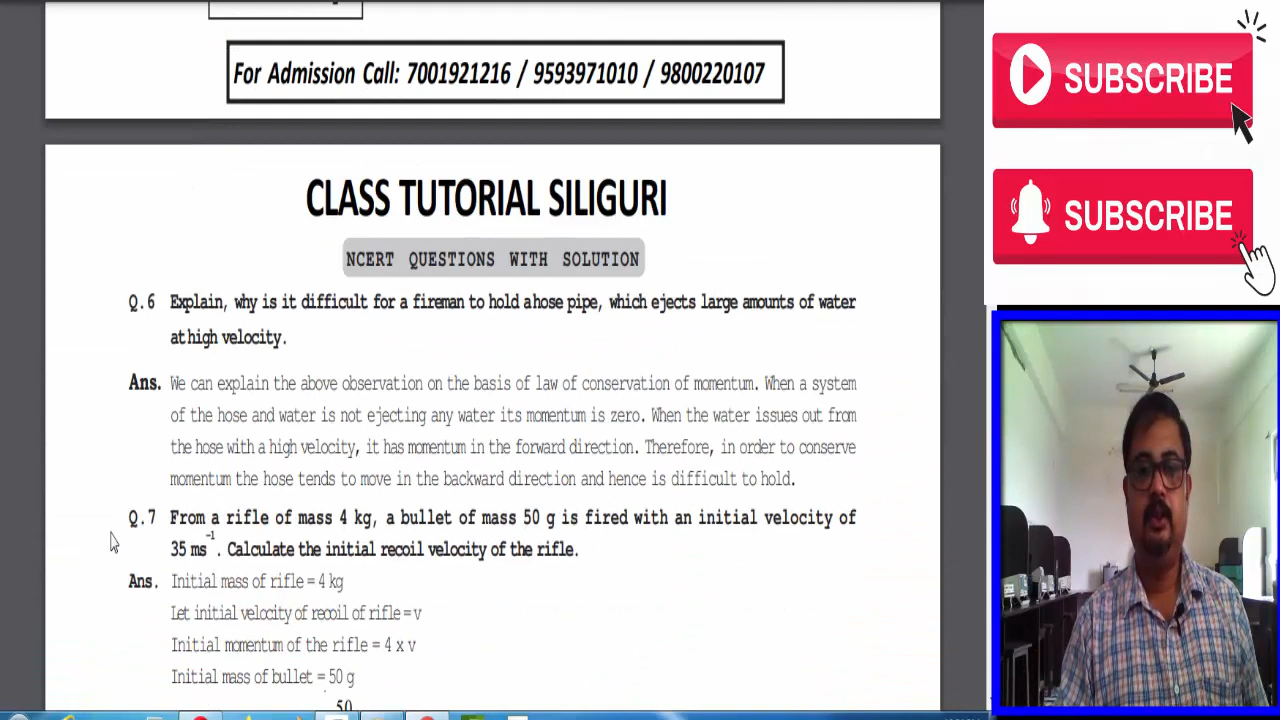 For Admission Call: 7001921216 / 9593971010 / 9800220107
SUBSCRIBE
SUBSCRIBE
CLASS TUTORIAL SILIGURI
NCERT QUESTIONS WITH SOLUTION
Q.6 Explain, why is it difficult for a fireman to hold a hose pipe, which ejects large amounts of water
at high velocity.
Ans. We can explain the above observation on the basis of law of conservation of momentum. When a system
of the hose and water is not ejecting any water its momentum is zero. When the water issues out from
the hose with a high velocity, it has momentum in the forward direction. Therefore, in order to conserve
momentum the hose tends to move in the backward direction and hence is difficult to hold.
Q.7 From a rifle of mass 4 kg, a bullet of mass 50 g is fired with an initial velocity of
35 ms⁻¹. Calculate the initial recoil velocity of the rifle.
Ans. Initial mass of rifle = 4 kg
Let initial velocity of recoil of rifle = v
Initial momentum of the rifle = 4 x v
Initial mass of bullet = 50 g
50